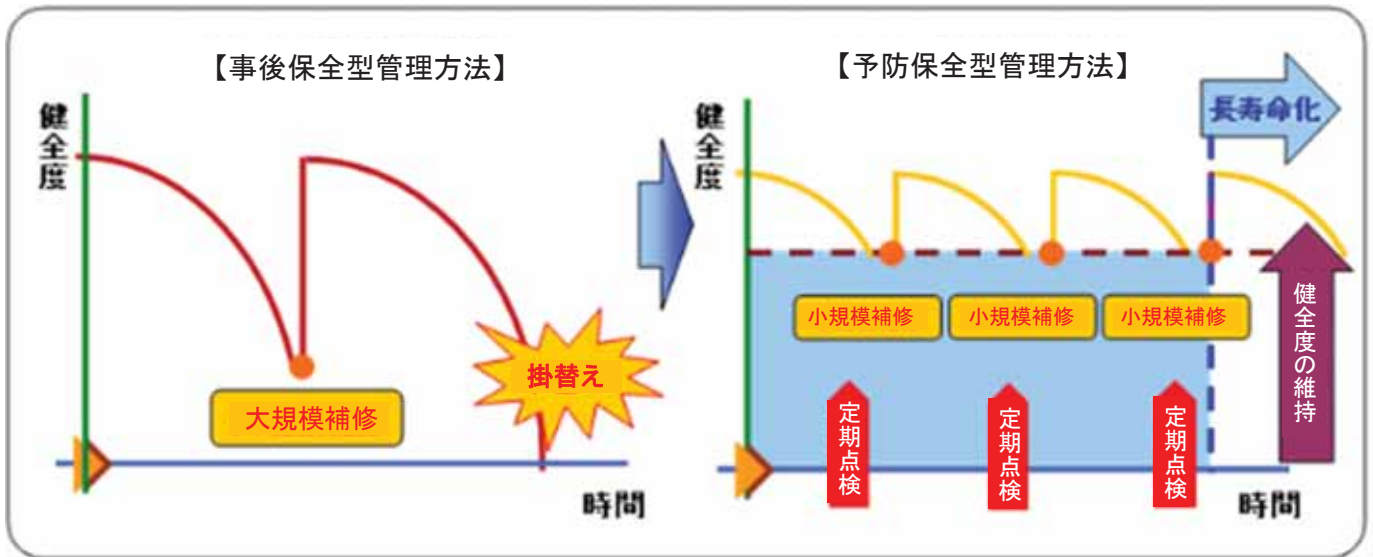 【事後保全型管理方法】
健全度
大規模補修
掛替え
時間
【予防保全型管理方法】
健全度
長寿命化
小規模補修
小規模補修
小規模補修
健全度の維持
定期点検
定期点検
定期点検
時間